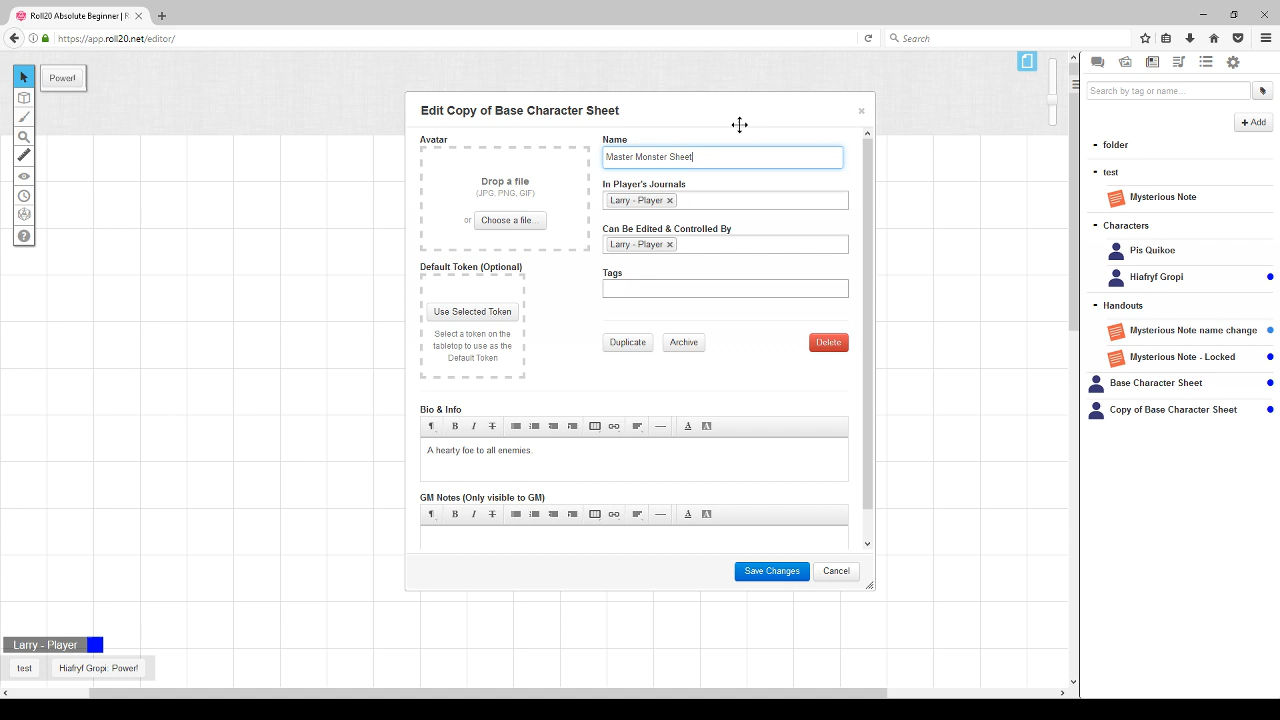 Roll20 Absolute Beginner | R
https://app.roll20.net/editor/
Search
Power!
Edit Copy of Base Character Sheet
Avatar
Drop a file
(JPG, PNG, GIF)
or Choose a file...
Default Token (Optional)
Use Selected Token
Select a token on the
tabletop to use as the
Default Token
Name
Master Monster Sheet
In Player's Journals
Larry - Player
Can Be Edited & Controlled By
Larry - Player
Tags
Duplicate Archive Delete
Bio & Info
A hearty foe to all enemies.
GM Notes (Only visible to GM)
Save Changes Cancel
Search by tag or name...
+ Add
folder
test
Mysterious Note
Characters
Pis Quikoe
Hiafryf Gropi
Handouts
Mysterious Note name change
Mysterious Note - Locked
Base Character Sheet
Copy of Base Character Sheet
Larry - Player
test Hiafryf Gropi: Power!